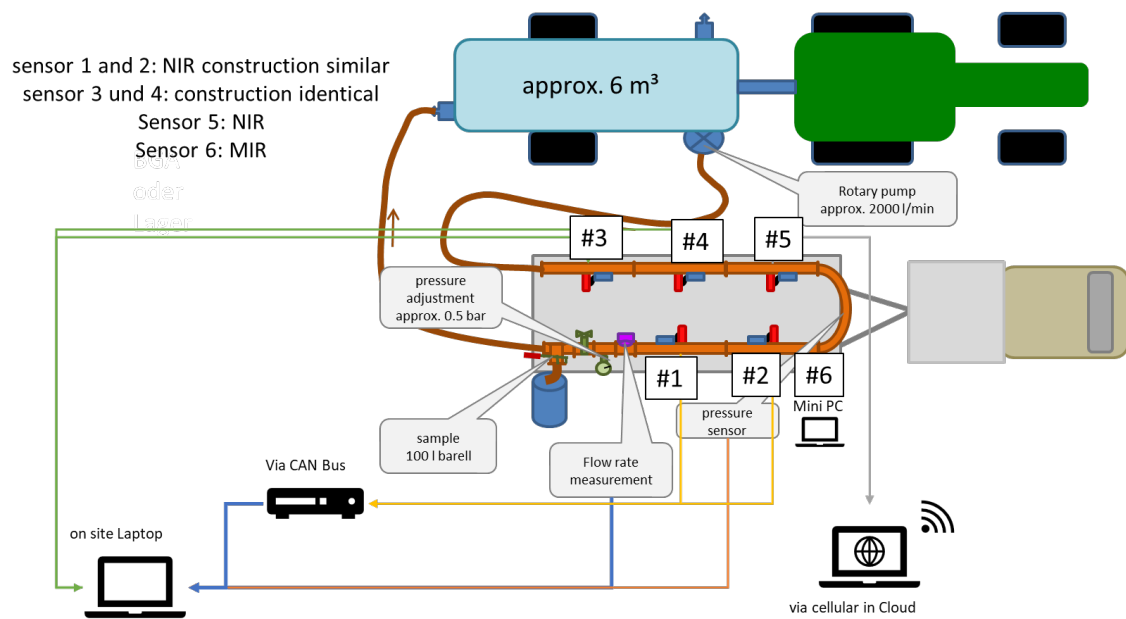 sensor 1 and 2: NIR construction similar
sensor 3 und 4: construction identical
Sensor 5: NIR
Sensor 6: MIR
BGA
oder
Lager
approx. 6 m³
Rotary pump
approx. 2000 l/min
#3
#4
#5
pressure
adjustment
approx. 0.5 bar
#1
#2
#6
Mini PC
pressure
sensor
sample
100 l barell
Flow rate
measurement
Via CAN Bus
on site Laptop
via cellular in Cloud